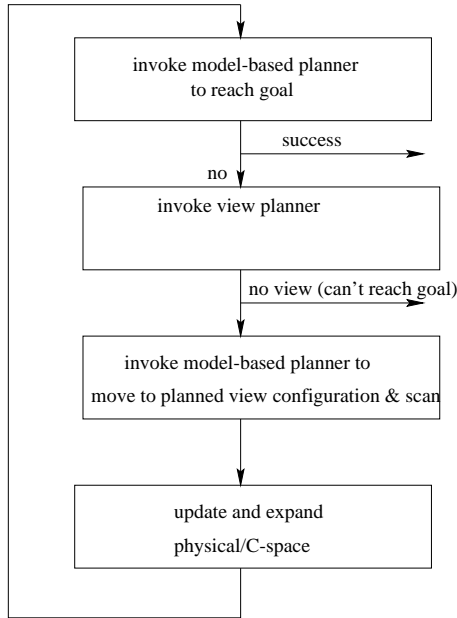 invoke model-based planner
to reach goal
success
no
invoke view planner
no view (can't reach goal)
invoke model-based planner to
move to planned view configuration & scan
update and expand
physical/C-space